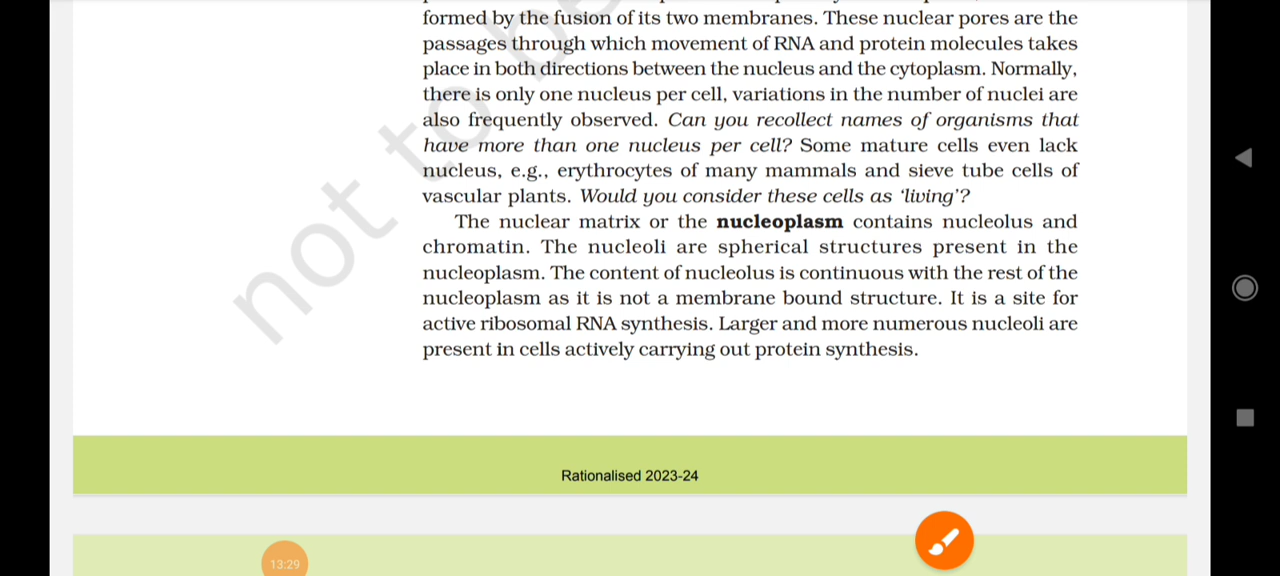 formed by the fusion of its two membranes. These nuclear pores are the
passages through which movement of RNA and protein molecules takes
place in both directions between the nucleus and the cytoplasm. Normally,
there is only one nucleus per cell, variations in the number of nuclei are
also frequently observed. Can you recollect names of organisms that
have more than one nucleus per cell? Some mature cells even lack
nucleus, e.g., erythrocytes of many mammals and sieve tube cells of
vascular plants. Would you consider these cells as ‘living’?
The nuclear matrix or the nucleoplasm contains nucleolus and
chromatin. The nucleoli are spherical structures present in the
nucleoplasm. The content of nucleolus is continuous with the rest of the
nucleoplasm as it is not a membrane bound structure. It is a site for
active ribosomal RNA synthesis. Larger and more numerous nucleoli are
present in cells actively carrying out protein synthesis.
not to be
Rationalised 2023-24
13:29